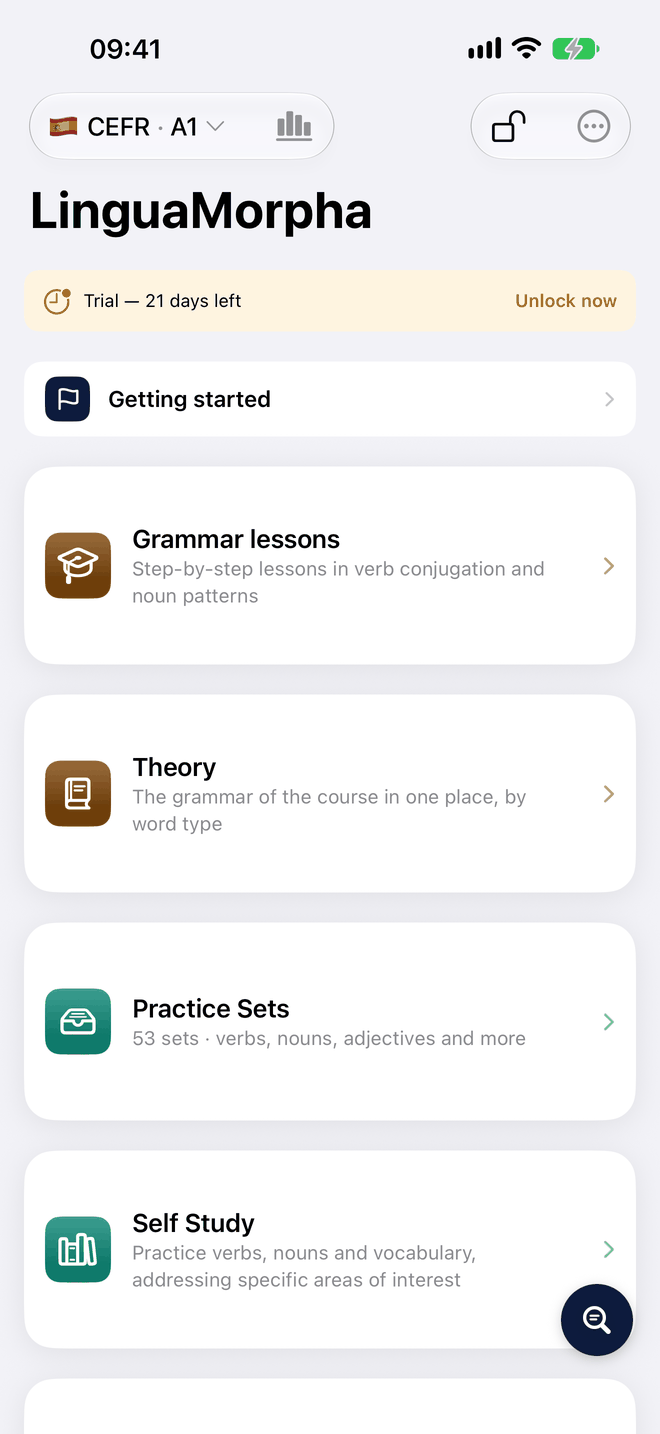 09:41
CEFR · A1
LinguaMorpha
Trial — 21 days left
Unlock now
Getting started
Grammar lessons
Step-by-step lessons in verb conjugation and
noun patterns
Theory
The grammar of the course in one place, by
word type
Practice Sets
53 sets · verbs, nouns, adjectives and more
Self Study
Practice verbs, nouns and vocabulary,
addressing specific areas of interest